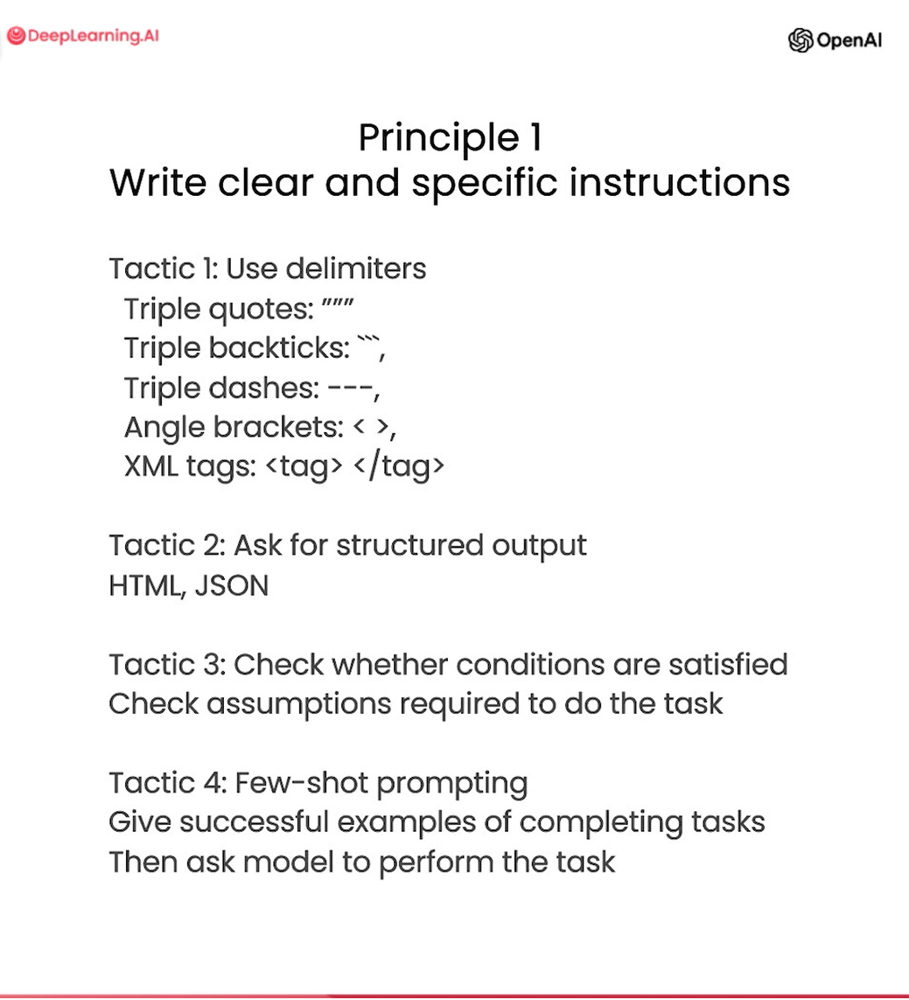 DeepLearning.AI
OpenAI
Principle 1
Write clear and specific instructions
Tactic 1: Use delimiters
Triple quotes: """
Triple backticks: ```,
Triple dashes: ---,
Angle brackets: < >,
XML tags: <tag> </tag>
Tactic 2: Ask for structured output
HTML, JSON
Tactic 3: Check whether conditions are satisfied
Check assumptions required to do the task
Tactic 4: Few-shot prompting
Give successful examples of completing tasks
Then ask model to perform the task